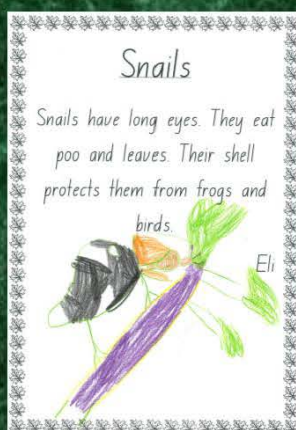 Snails
Snails have long eyes. They eat
poo and leaves. Their shell
protects them from frogs and
birds.
Eli